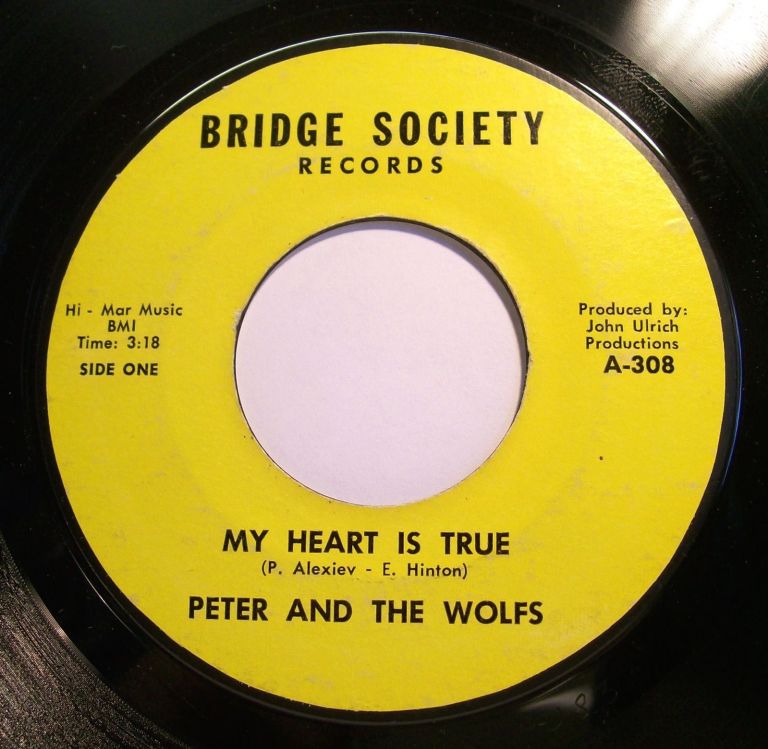 BRIDGE SOCIETY
RECORDS
Hi - Mar Music
BMI
Time: 3:18
SIDE ONE
Produced by:
John Ulrich
Productions
A-308
MY HEART IS TRUE
(P. Alexiev - E. Hinton)
PETER AND THE WOLFS